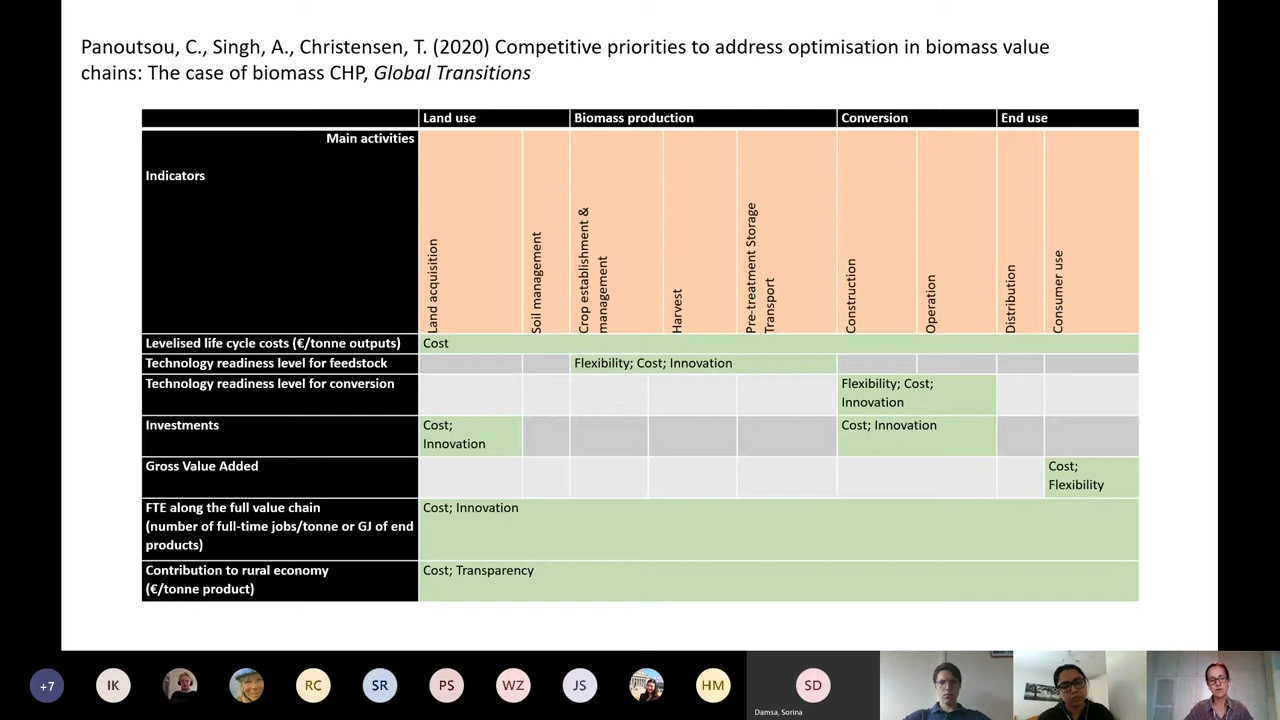 Panoutsou, C., Singh, A., Christensen, T. (2020) Competitive priorities to address optimisation in biomass value
chains: The case of biomass CHP, Global Transitions
Land use
Biomass production
Conversion
End use
Main activities
Indicators
Land acquisition
Soil management
Crop establishment &
management
Harvest
Pre-treatment Storage
Transport
Construction
Operation
Distribution
Consumer use
Levelised life cycle costs (€/tonne outputs)
Cost
Technology readiness level for feedstock
Flexibility; Cost; Innovation
Technology readiness level for conversion
Flexibility; Cost;
Innovation
Investments
Cost;
Innovation
Cost; Innovation
Gross Value Added
Cost;
Flexibility
FTE along the full value chain
(number of full-time jobs/tonne or GJ of end
products)
Cost; Innovation
Contribution to rural economy
(€/tonne product)
Cost; Transparency
+7
IK
RC
SR
PS
WZ
JS
HM
SD
Damsa, Sorina